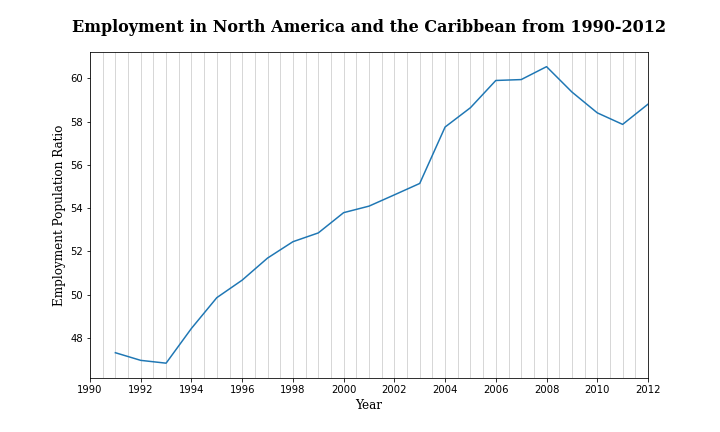 Employment in North America and the Caribbean from 1990-2012
Employment Population Ratio
60
58
56
54
52
50
48
1990 1992 1994 1996 1998 2000 2002 2004 2006 2008 2010 2012
Year